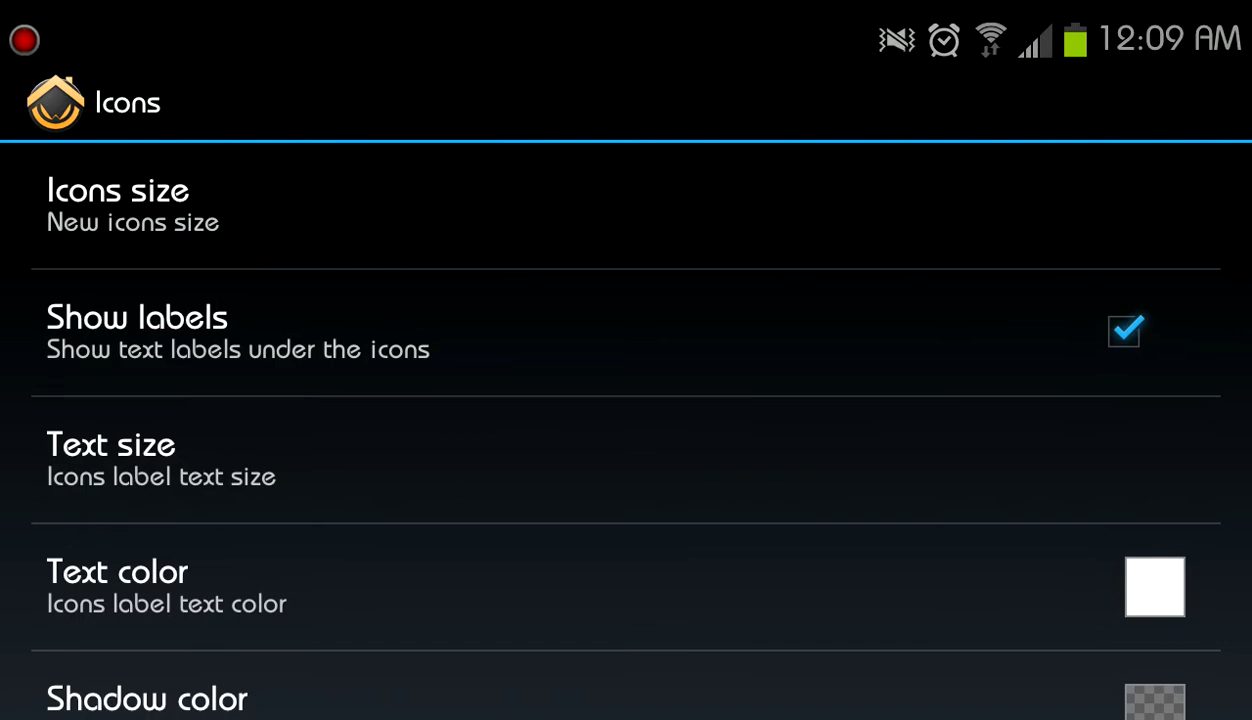 12:09 AM
Icons
Icons size
New icons size
Show labels
Show text labels under the icons
Text size
Icons label text size
Text color
Icons label text color
Shadow color